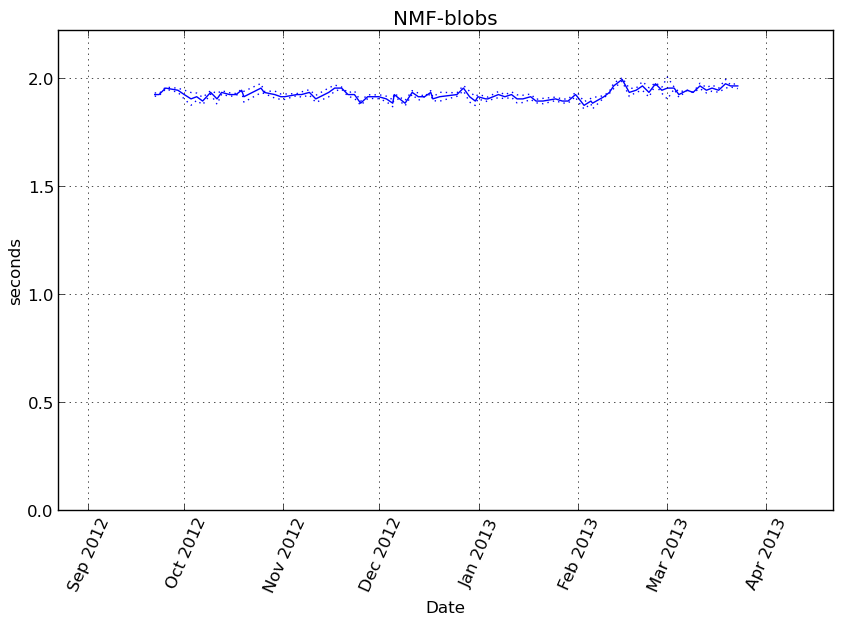 NMF-blobs
2.0
1.5
1.0
0.5
0.0
seconds
Sep 2012
Oct 2012
Nov 2012
Dec 2012
Jan 2013
Feb 2013
Mar 2013
Apr 2013
Date